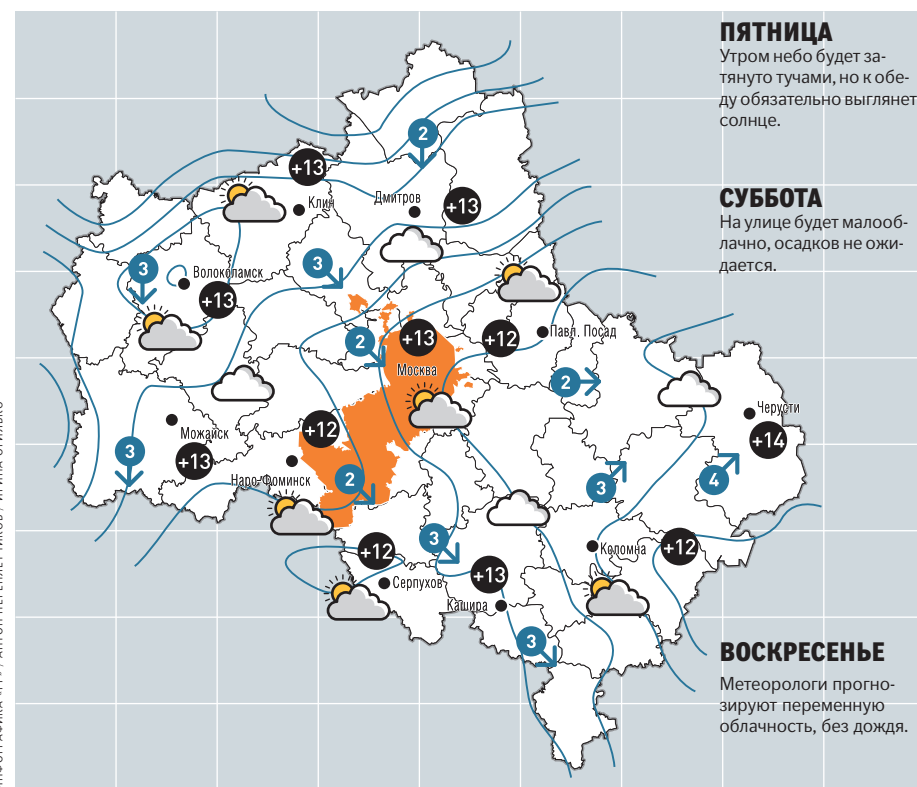 ПЯТНИЦА
Утром небо будет за-
тянуто тучами, но к обе-
ду обязательно выглянет
солнце.
СУББОТА
На улице будет малооб-
лачно, осадков не ожи-
дается.
ВОСКРЕСЕНЬЕ
Метеорологи прогно-
зируют переменную
облачность, без дождя.
2
+13
Клин
Дмитров
+13
3
Волоколамск
+13
3
2
+13
Москва
+12
Павл. Посад
2
Черусти
+14
Можайск
+13
3
+12
Наро-Фоминск
2
3
4
+12
Серпухов
3
+13
Кашира
Коломна
+12
3